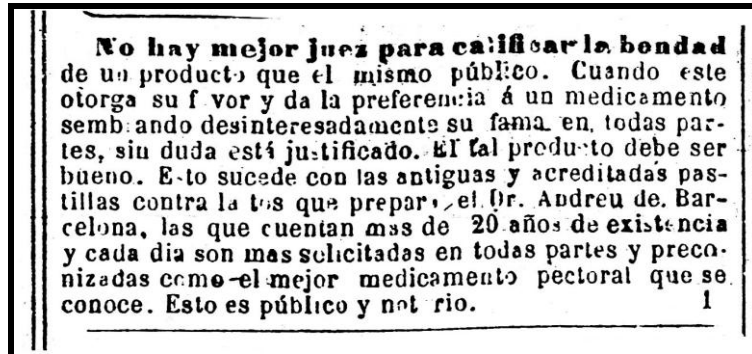 No hay mejor juez para calificar la bondad
de un producto que el mismo público. Cuando este
otorga su favor y da la preferencia á un medicamento
sembrando desinteresadamente su fama en todas par-
tes, sin duda está justificado. El tal producto debe ser
bueno. Esto sucede con las antiguas y acreditadas pas-
tillas contra la tos que prepara el Dr. Andreu de. Bar-
celona, las que cuentan mas de 20 años de existencia
y cada dia son mas solicitadas en todas partes y preco-
nizadas como el mejor medicamento pectoral que se
conoce. Esto es público y notorio. 1